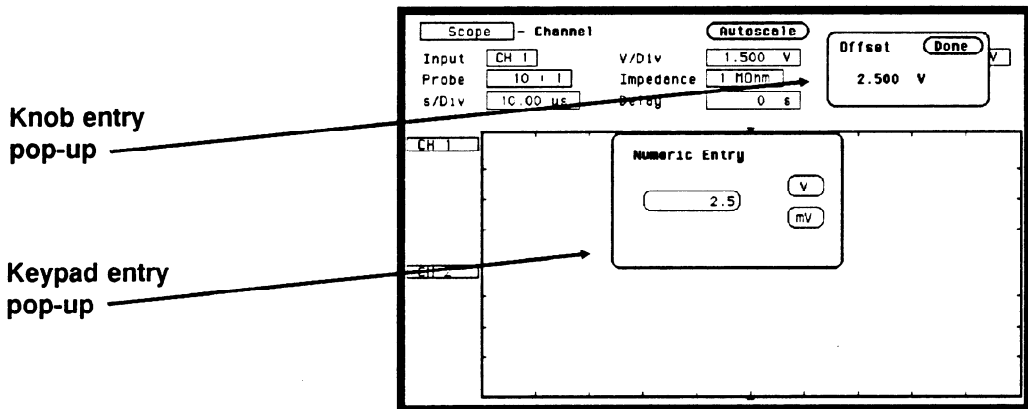 Scope - Channel Autoscale
Offset Done
Input CH 1 V/Div 1.500 V V
2.500 V
Probe 10 : 1 Impedance 1 MOhm
s/Div 10.00 us Delay 0 s
Knob entry
pop-up
CH 1
Numeric Entry
V
2.5
mV
Keypad entry
pop-up
CH 2